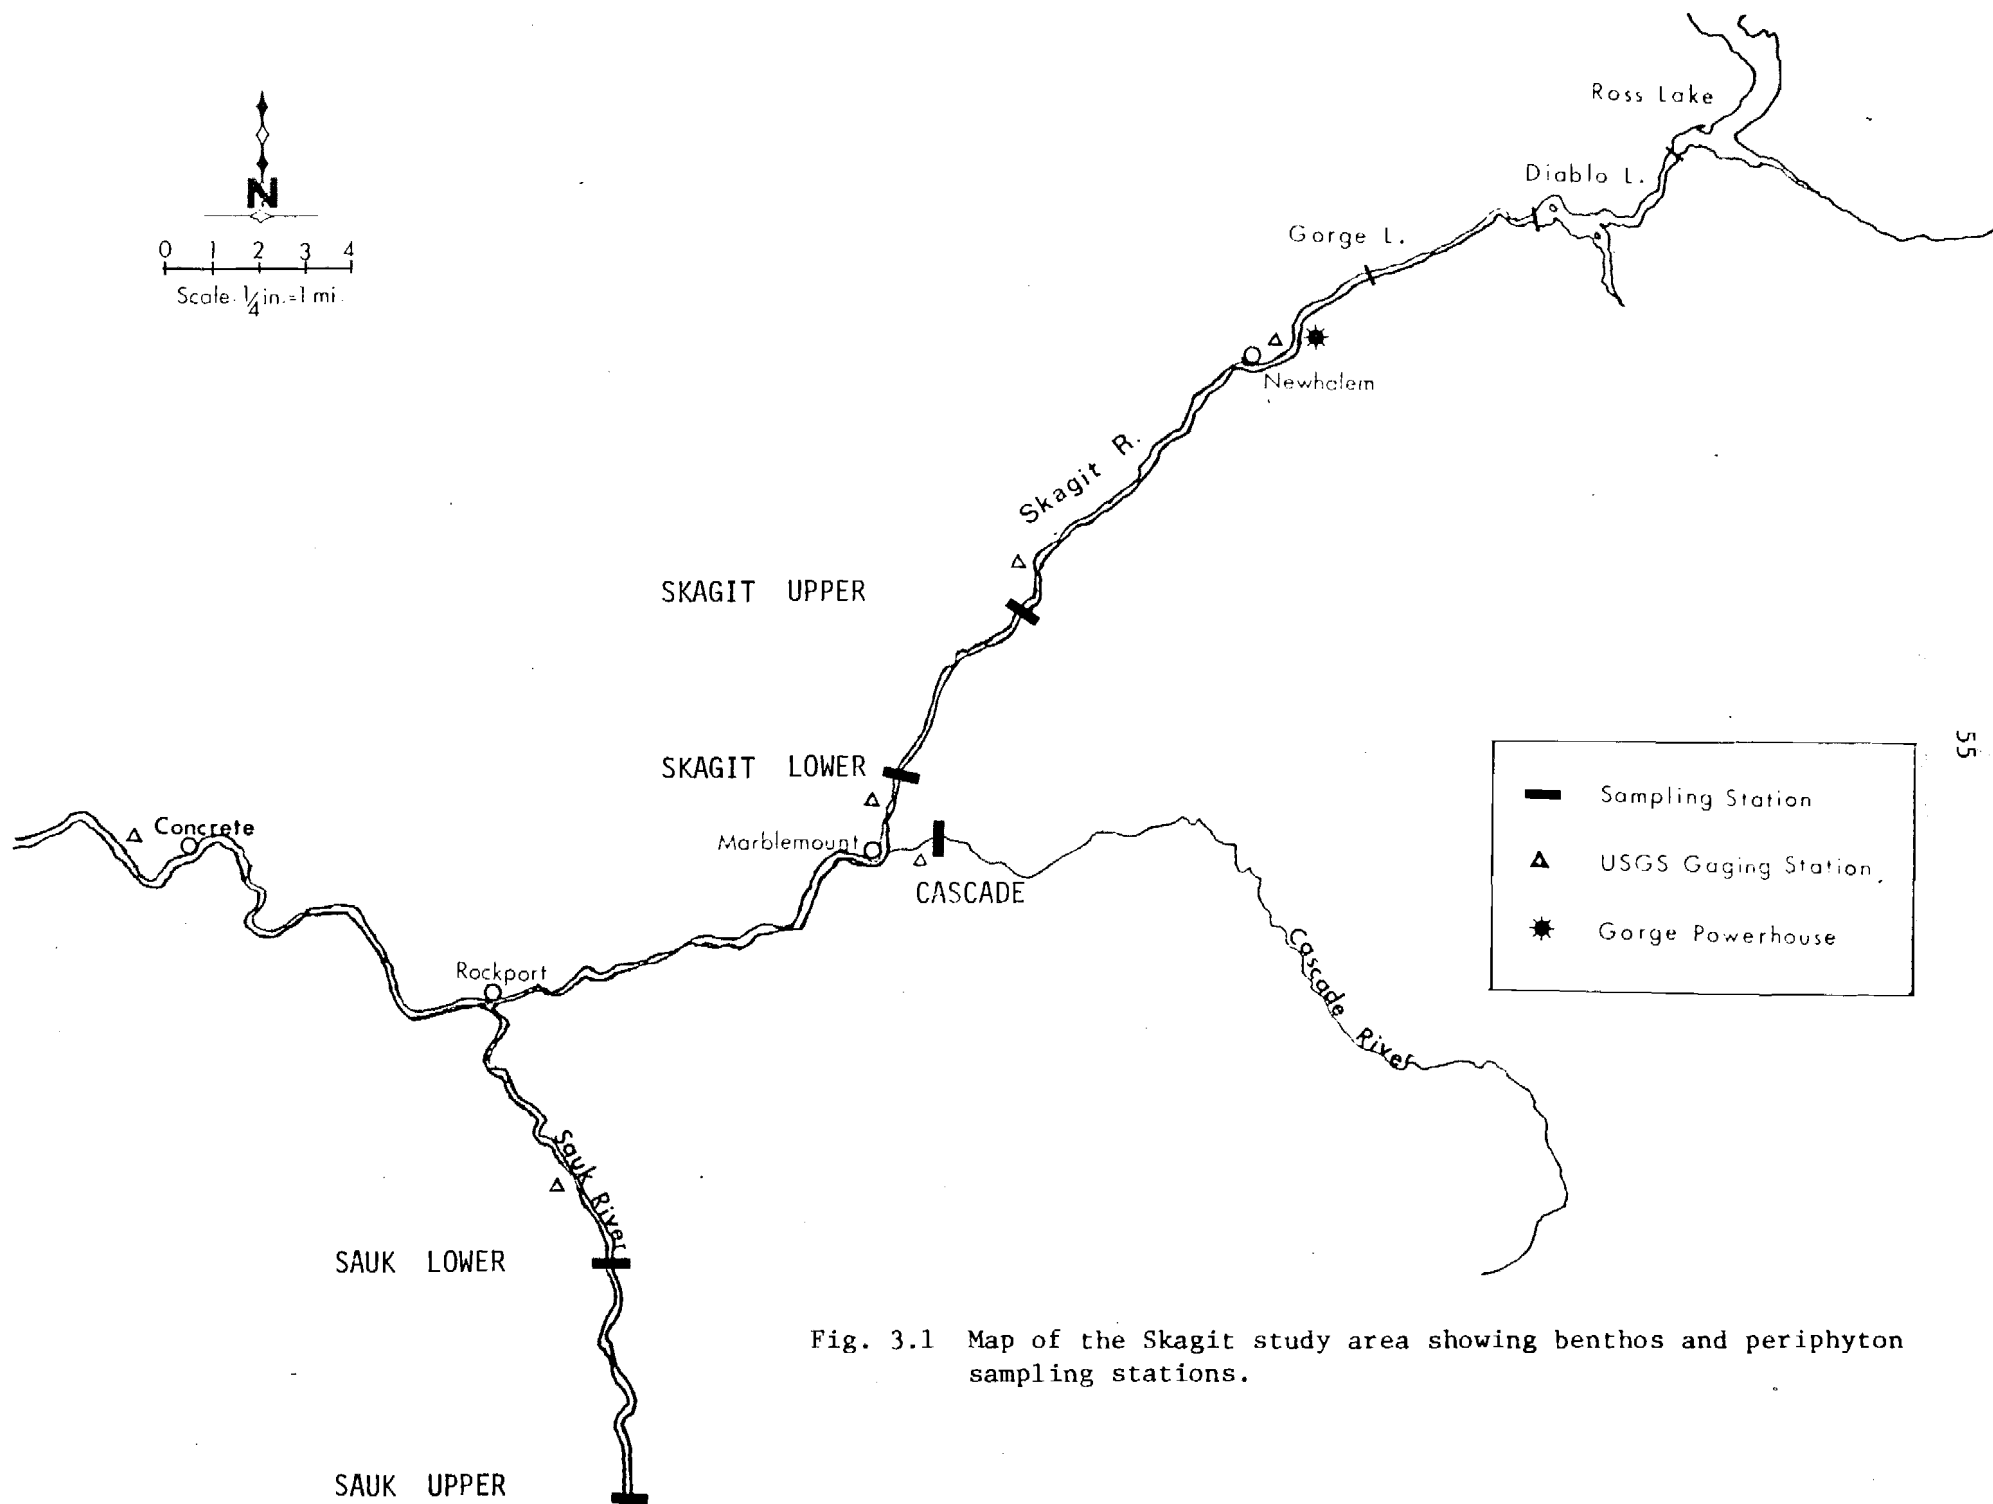 Ross Lake
Diablo L.
Gorge L.
N
0 1 2 3 4
Scale. 1/4 in.=1 mi.
Newhalem
Skagit R.
SKAGIT UPPER
SKAGIT LOWER
55
Sampling Station
USGS Gaging Station
Gorge Powerhouse
Concrete
Marblemount
CASCADE
Cascade River
Rockport
Sauk River
SAUK LOWER
Fig. 3.1 Map of the Skagit study area showing benthos and periphyton
sampling stations.
SAUK UPPER